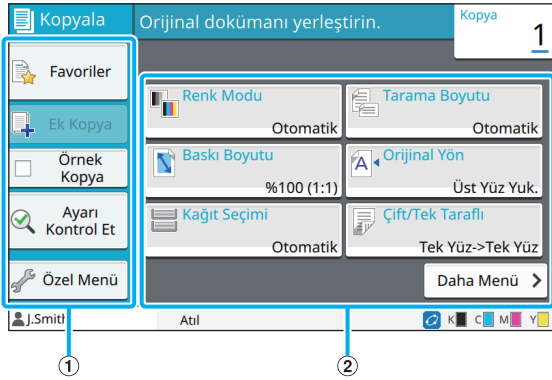 Kopyala
Orijinal dokümanı yerleştirin.
Kopya
1
Favoriler
Ek Kopya
Örnek
Kopya
Ayarı
Kontrol Et
Özel Menü
Renk Modu
Otomatik
Tarama Boyutu
Otomatik
Baskı Boyutu
%100 (1:1)
Orijinal Yön
Üst Yüz Yuk.
Kağıt Seçimi
Otomatik
Çift/Tek Taraflı
Tek Yüz->Tek Yüz
Daha Menü
J.Smith
Atıl
K C M Y
1 2